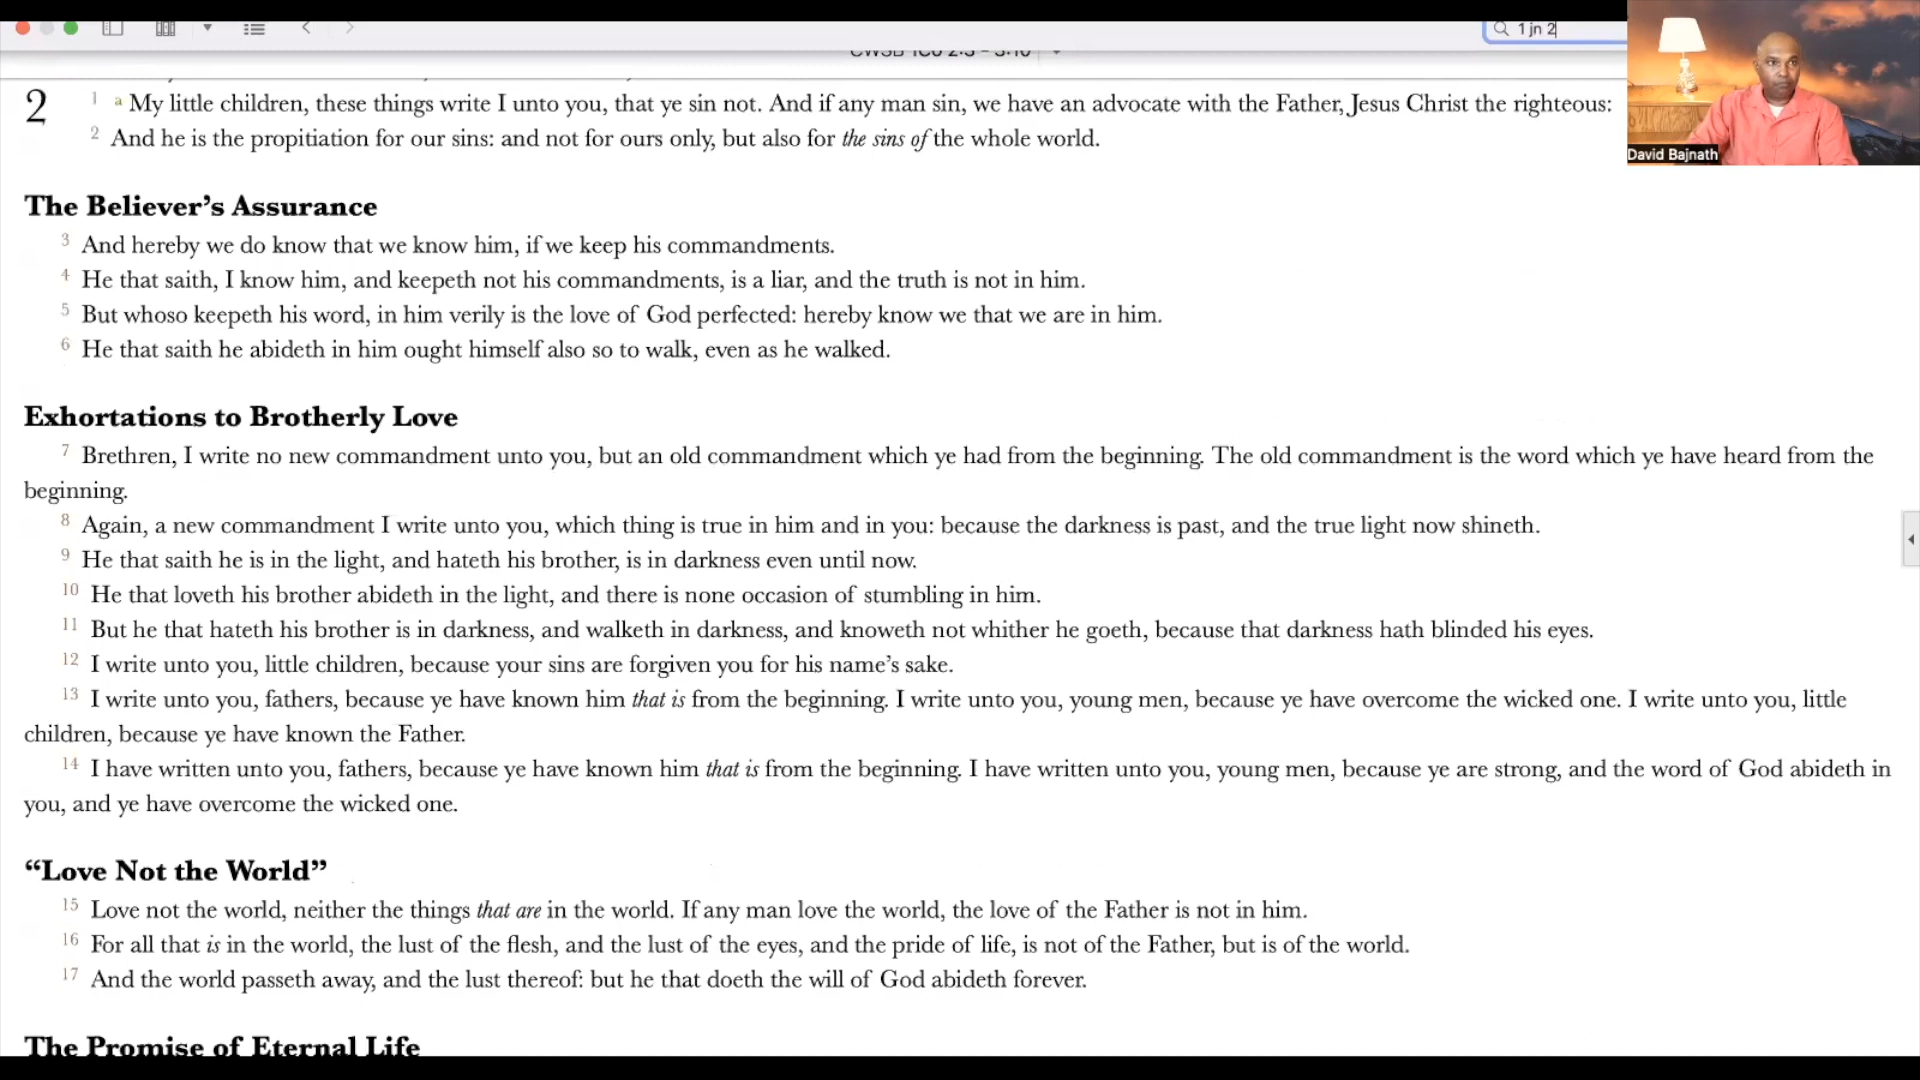 1 jn 2
CWSB 1Co 2:3 - 3:10
2 1 a My little children, these things write I unto you, that ye sin not. And if any man sin, we have an advocate with the Father, Jesus Christ the righteous:
2 And he is the propitiation for our sins: and not for ours only, but also for the sins of the whole world.
David Bajnath
The Believer’s Assurance
3 And hereby we do know that we know him, if we keep his commandments.
4 He that saith, I know him, and keepeth not his commandments, is a liar, and the truth is not in him.
5 But whoso keepeth his word, in him verily is the love of God perfected: hereby know we that we are in him.
6 He that saith he abideth in him ought himself also so to walk, even as he walked.
Exhortations to Brotherly Love
7 Brethren, I write no new commandment unto you, but an old commandment which ye had from the beginning. The old commandment is the word which ye have heard from the
beginning.
8 Again, a new commandment I write unto you, which thing is true in him and in you: because the darkness is past, and the true light now shineth.
9 He that saith he is in the light, and hateth his brother, is in darkness even until now.
10 He that loveth his brother abideth in the light, and there is none occasion of stumbling in him.
11 But he that hateth his brother is in darkness, and walketh in darkness, and knoweth not whither he goeth, because that darkness hath blinded his eyes.
12 I write unto you, little children, because your sins are forgiven you for his name’s sake.
13 I write unto you, fathers, because ye have known him that is from the beginning. I write unto you, young men, because ye have overcome the wicked one. I write unto you, little
children, because ye have known the Father.
14 I have written unto you, fathers, because ye have known him that is from the beginning. I have written unto you, young men, because ye are strong, and the word of God abideth in
you, and ye have overcome the wicked one.
“Love Not the World”
15 Love not the world, neither the things that are in the world. If any man love the world, the love of the Father is not in him.
16 For all that is in the world, the lust of the flesh, and the lust of the eyes, and the pride of life, is not of the Father, but is of the world.
17 And the world passeth away, and the lust thereof: but he that doeth the will of God abideth forever.
The Promise of Eternal Life